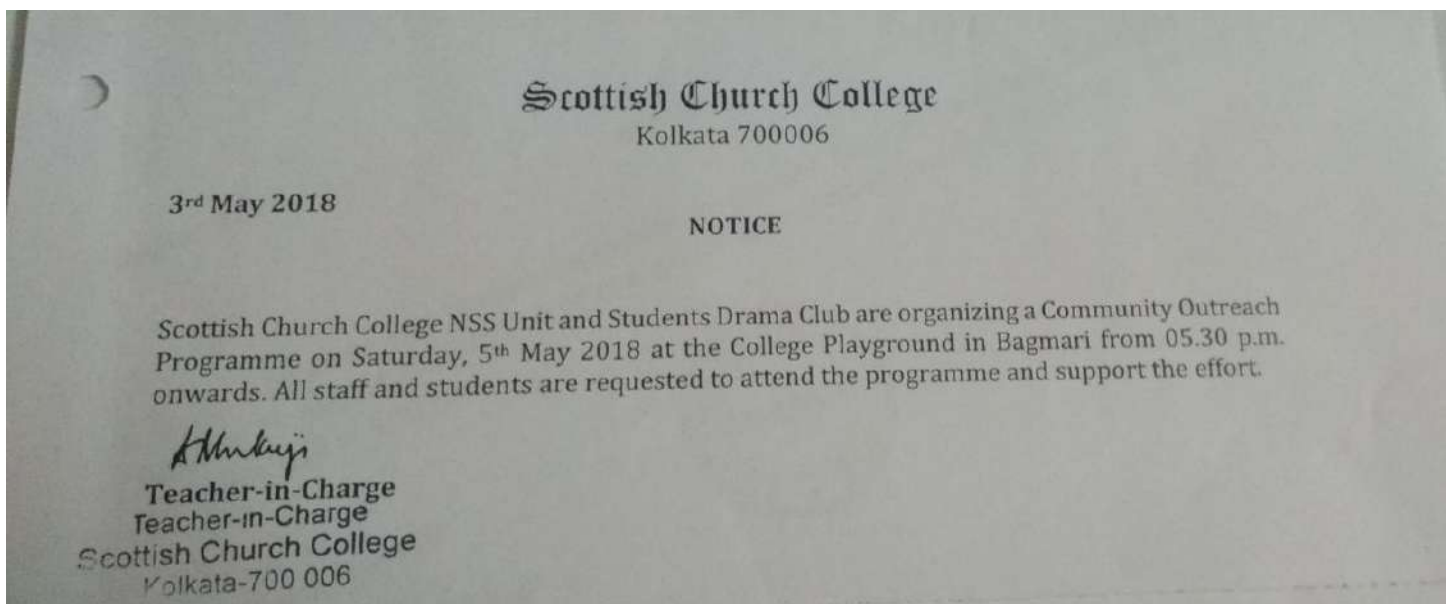 Scottish Church College
Kolkata 700006
3rd May 2018
NOTICE
Scottish Church College NSS Unit and Students Drama Club are organizing a Community Outreach
Programme on Saturday, 5th May 2018 at the College Playground in Bagmari from 05.30 p.m.
onwards. All staff and students are requested to attend the programme and support the effort.
Teacher-in-Charge
Teacher-in-Charge
Scottish Church College
Kolkata-700 006